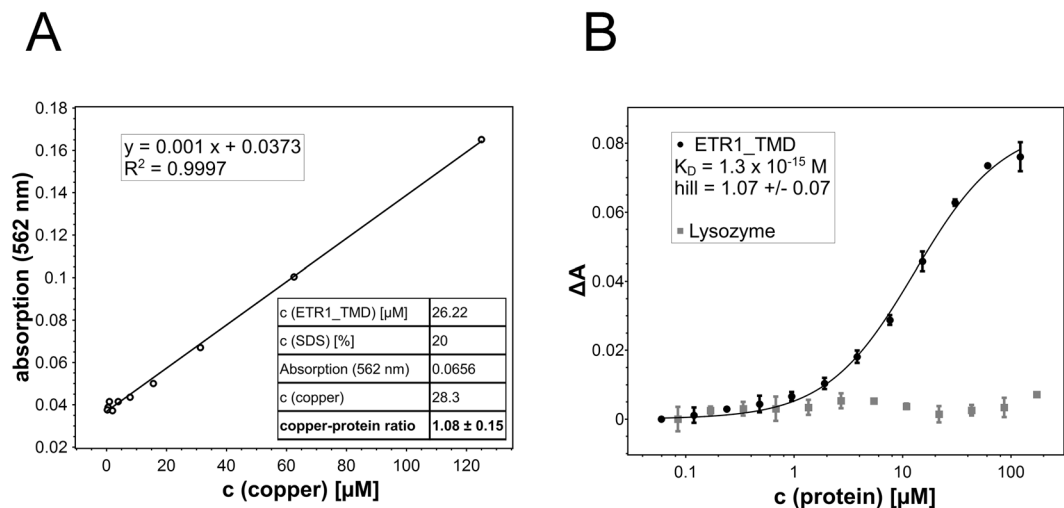 A
0.18
0.16
0.14
0.12
0.1
0.08
0.06
0.04
0.02
absorption (562 nm)
y = 0.001 x + 0.0373
R² = 0.9997
c (ETR1_TMD) [µM] 26.22
c (SDS) [%] 20
Absorption (562 nm) 0.0656
c (copper) 28.3
copper-protein ratio 1.08 ± 0.15
0 20 40 60 80 100 120
c (copper) [µM]
B
0.08
0.06
0.04
0.02
0
ΔA
ETR1_TMD
K_D = 1.3 x 10⁻¹⁵ M
hill = 1.07 +/- 0.07
Lysozyme
0.1 1 10 100
c (protein) [µM]